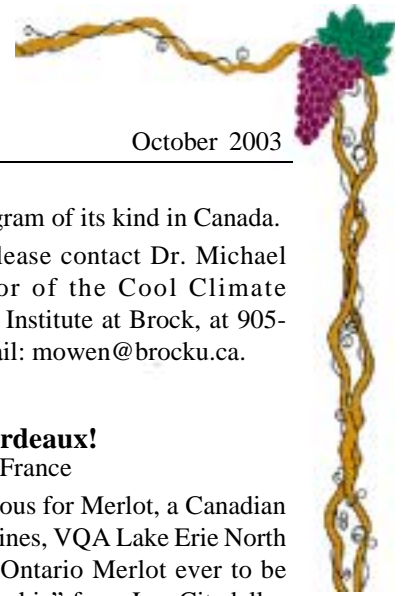 October 2003
gram of its kind in Canada.
lease contact Dr. Michael
or of the Cool Climate
Institute at Brock, at 905-
ail: mowen@brocku.ca.
rdeaux!
France
ous for Merlot, a Canadian
ines, VQA Lake Erie North
Ontario Merlot ever to be